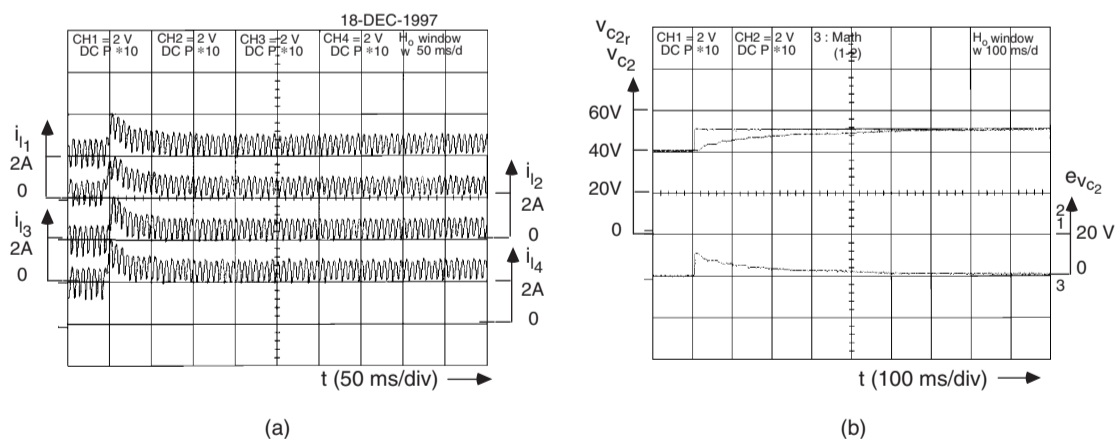 18-DEC-1997
CH1 = 2 V CH2 = 2 V CH3 = 2 V CH4 = 2 V H₀ window
DC P *10 DC P *10 DC P *10 DC P *10 w 50 ms/d
i_l₁
2A
0
i_l₃
2A
0
i_l₂
2A
0
i_l₄
2A
0
t (50 ms/div)
(a)
v_c₂r
v_c₂
CH1 = 2 V CH2 = 2 V 3 : Math H₀ window
DC P *10 DC P *10 (1-2) w 100 ms/d
60V
40V
20V
0
e_vc₂
2
1
20 V
0
3
t (100 ms/div)
(b)